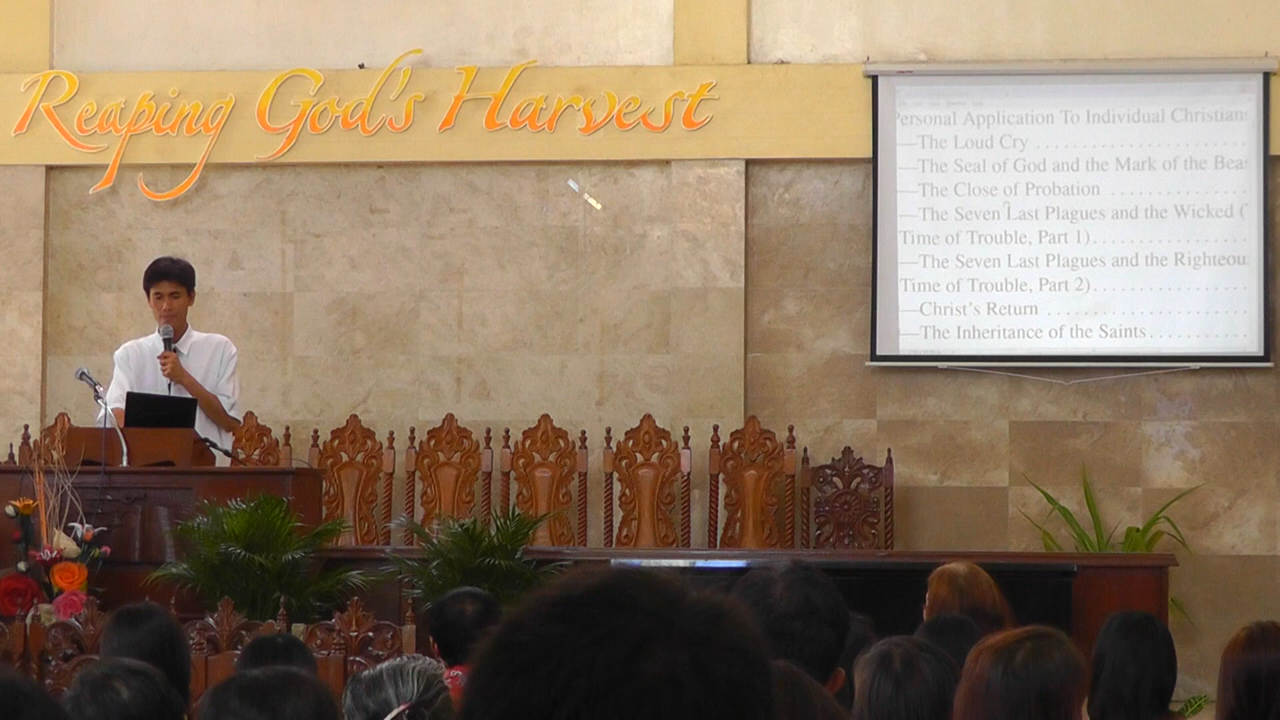 Reaping God's Harvest
Personal Application To Individual Christian
—The Loud Cry . . . . . . . . . . . . . . . . . . . . .
—The Seal of God and the Mark of the Bea
—The Close of Probation . . . . . . . . . . . . . .
—The Seven Last Plagues and the Wicked (
Time of Trouble, Part 1) . . . . . . . . . . . . . . .
—The Seven Last Plagues and the Righteou
Time of Trouble, Part 2) . . . . . . . . . . . . . . .
—Christ's Return . . . . . . . . . . . . . . . . . . . .
—The Inheritance of the Saints . . . . . . . . .